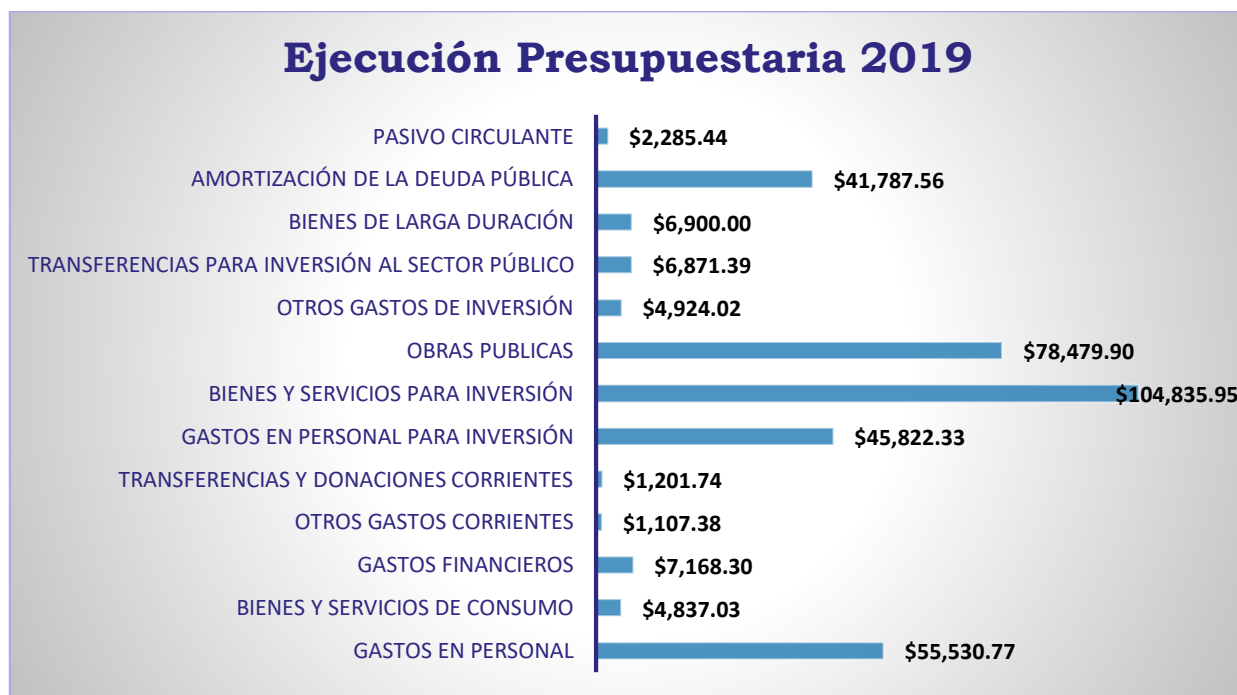 Ejecución Presupuestaria 2019
PASIVO CIRCULANTE $2,285.44
AMORTIZACIÓN DE LA DEUDA PÚBLICA $41,787.56
BIENES DE LARGA DURACIÓN $6,900.00
TRANSFERENCIAS PARA INVERSIÓN AL SECTOR PÚBLICO $6,871.39
OTROS GASTOS DE INVERSIÓN $4,924.02
OBRAS PUBLICAS $78,479.90
BIENES Y SERVICIOS PARA INVERSIÓN $104,835.95
GASTOS EN PERSONAL PARA INVERSIÓN $45,822.33
TRANSFERENCIAS Y DONACIONES CORRIENTES $1,201.74
OTROS GASTOS CORRIENTES $1,107.38
GASTOS FINANCIEROS $7,168.30
BIENES Y SERVICIOS DE CONSUMO $4,837.03
GASTOS EN PERSONAL $55,530.77